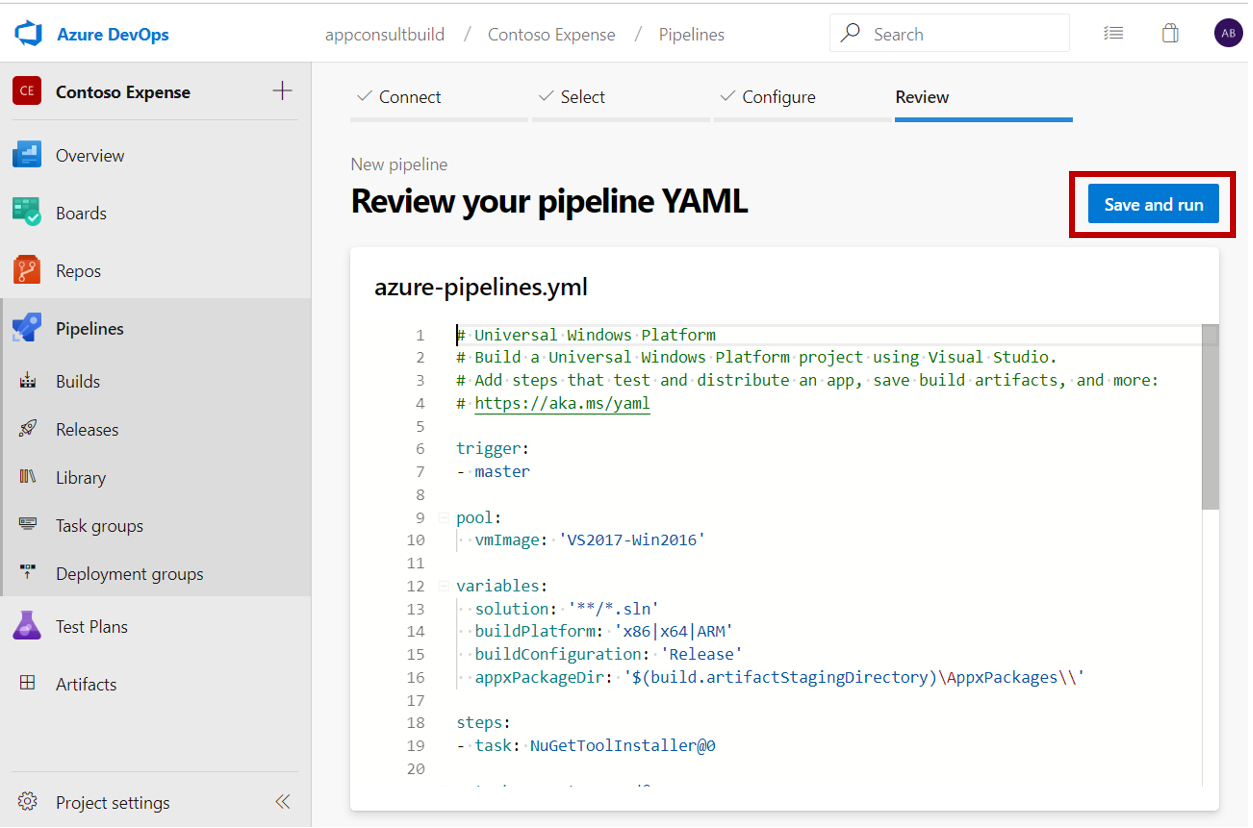 Azure DevOps
appconsultbuild / Contoso Expense / Pipelines
Search
AB
CE Contoso Expense
Overview
Boards
Repos
Pipelines
Builds
Releases
Library
Task groups
Deployment groups
Test Plans
Artifacts
Project settings
Connect
Select
Configure
Review
New pipeline
Review your pipeline YAML
Save and run
azure-pipelines.yml
1 # Universal Windows Platform
2 # Build a Universal Windows Platform project using Visual Studio.
3 # Add steps that test and distribute an app, save build artifacts, and more:
4 # https://aka.ms/yaml
5
6 trigger:
7 - master
8
9 pool:
10   vmImage: 'VS2017-Win2016'
11
12 variables:
13   solution: '**/*.sln'
14   buildPlatform: 'x86|x64|ARM'
15   buildConfiguration: 'Release'
16   appxPackageDir: '$(build.artifactStagingDirectory)\AppxPackages\\'
17
18 steps:
19 - task: NuGetToolInstaller@0
20